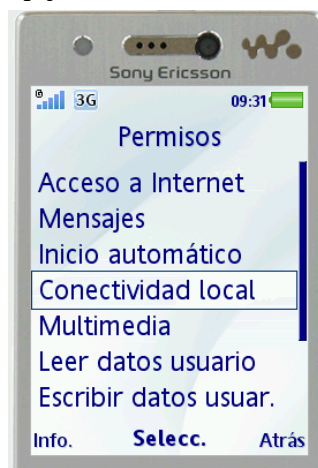 Sony Ericsson
G 3G 09:31
Permisos
Acceso a Internet
Mensajes
Inicio automático
Conectividad local
Multimedia
Leer datos usuario
Escribir datos usuar.
Info. Selecc. Atrás